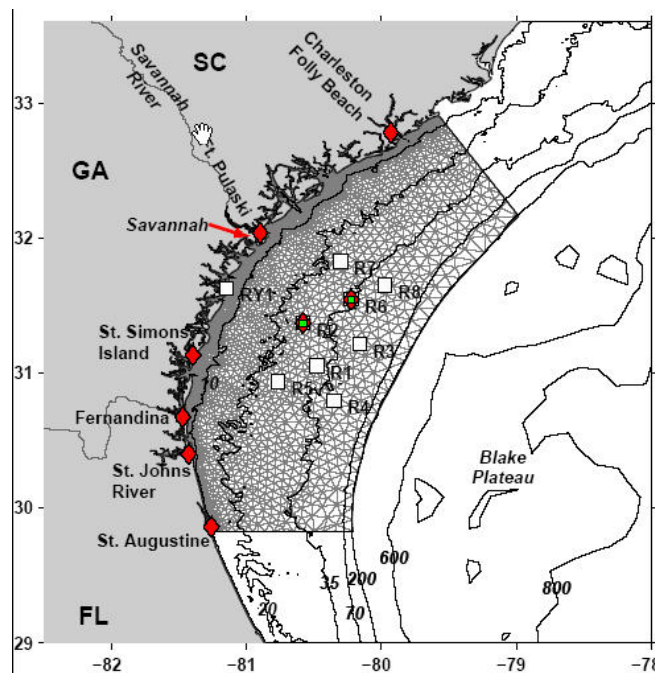 SC
Charleston
Folly Beach
Savannah
River
33
GA
Pulaski
32
Savannah
R7
RY1
R8
R6
R2
St. Simons
Island
R3
31
R1
R5
R4
Fernandina
St. Johns
River
Blake
Plateau
30
St. Augustine
600
35
200
800
20
70
FL
29
−82
−81
−80
−79
−78